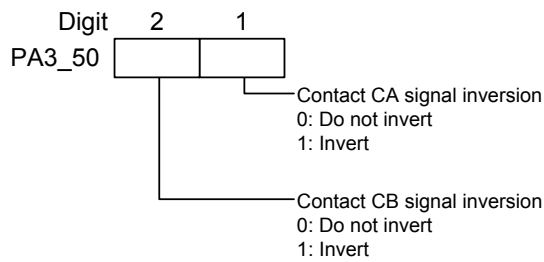 Digit 2 1
PA3_50
Contact CA signal inversion
0: Do not invert
1: Invert
Contact CB signal inversion
0: Do not invert
1: Invert